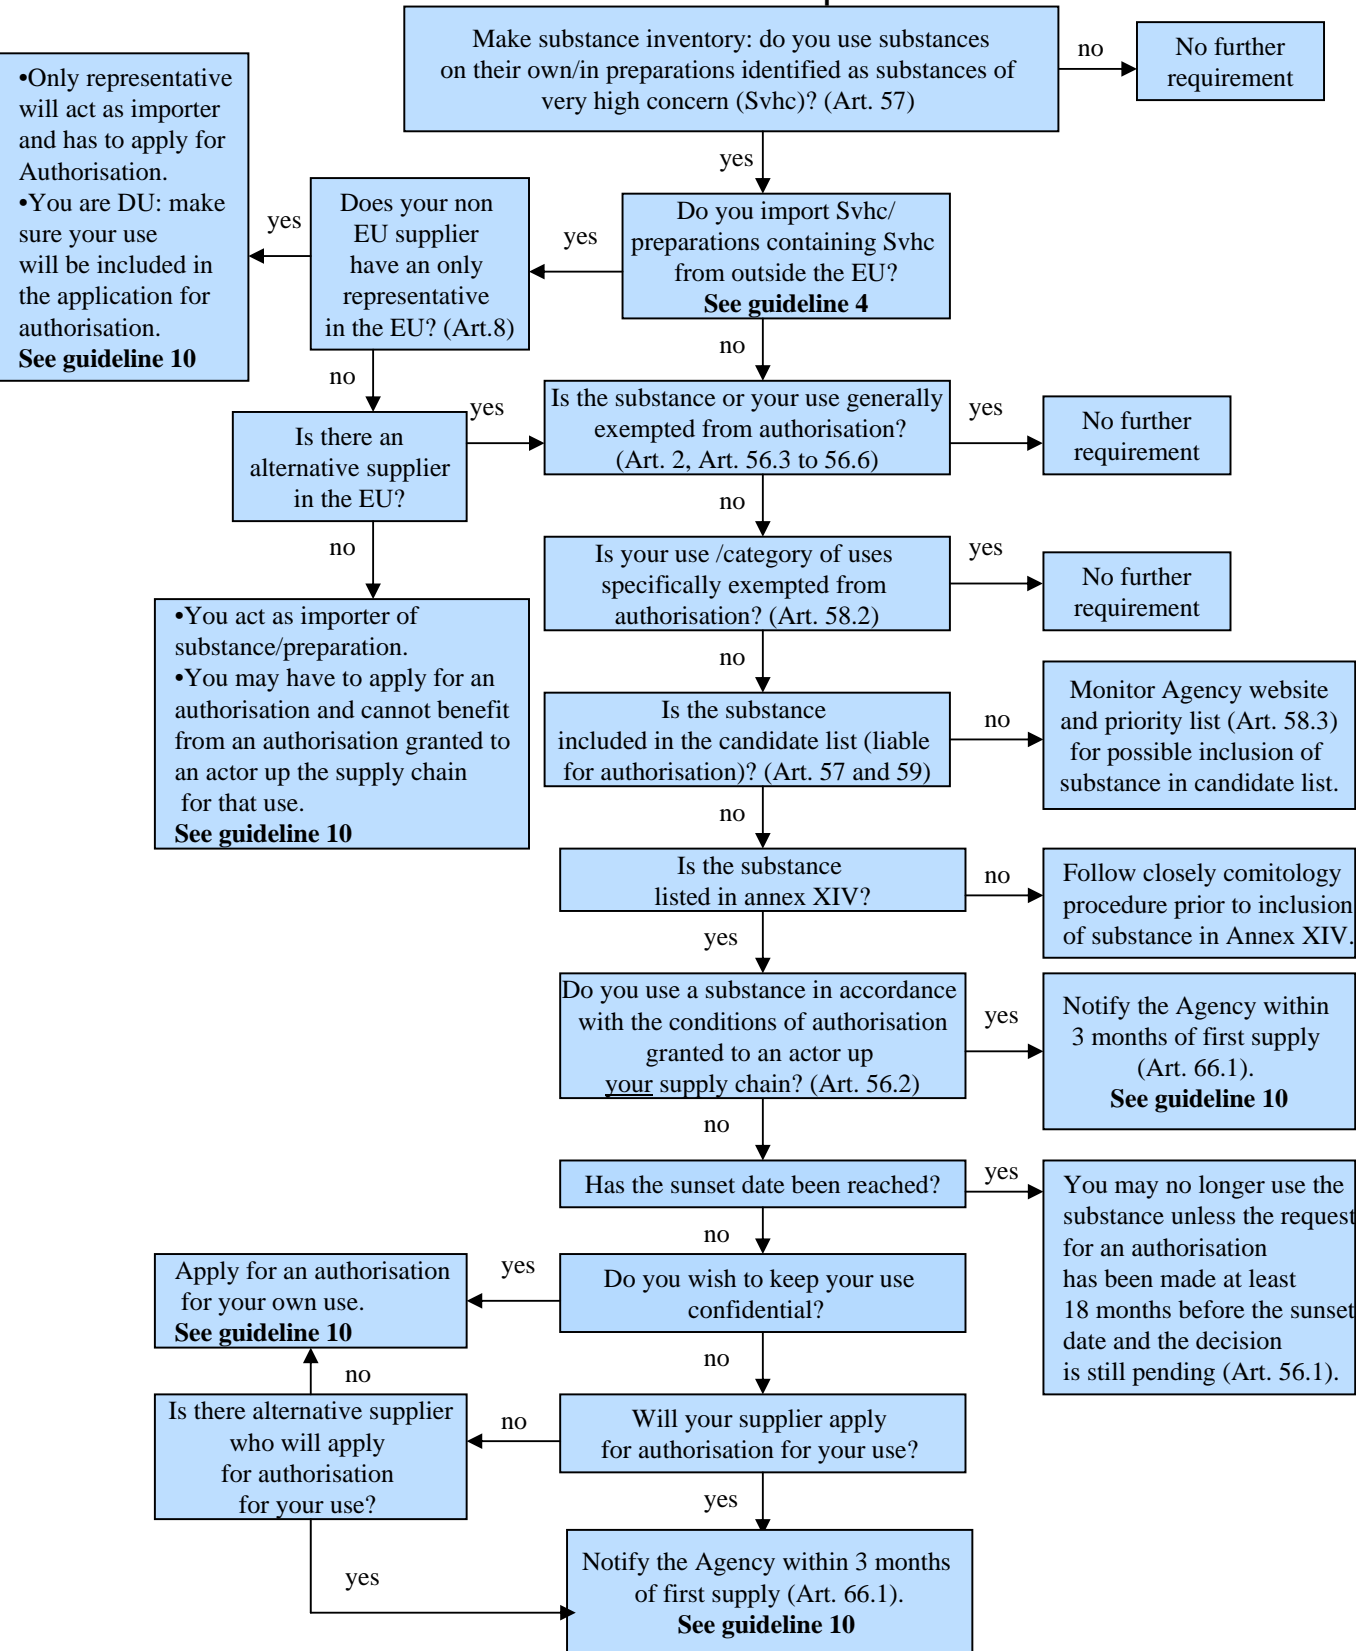 Make substance inventory: do you use substances
on their own/in preparations identified as substances of
very high concern (Svhc)? (Art. 57)
no
No further
requirement
yes
•Only representative
will act as importer
and has to apply for
Authorisation.
•You are DU: make
sure your use
will be included in
the application for
authorisation.
See guideline 10
yes
Does your non
EU supplier
have an only
representative
in the EU? (Art.8)
yes
Do you import Svhc/
preparations containing Svhc
from outside the EU?
See guideline 4
no
no
Is there an
alternative supplier
in the EU?
yes
Is the substance or your use generally
exempted from authorisation?
(Art. 2, Art. 56.3 to 56.6)
yes
No further
requirement
no
no
•You act as importer of
substance/preparation.
•You may have to apply for an
authorisation and cannot benefit
from an authorisation granted to
an actor up the supply chain
for that use.
See guideline 10
Is your use /category of uses
specifically exempted from
authorisation? (Art. 58.2)
yes
No further
requirement
no
Is the substance
included in the candidate list (liable
for authorisation)? (Art. 57 and 59)
no
Monitor Agency website
and priority list (Art. 58.3)
for possible inclusion of
substance in candidate list.
no
Is the substance
listed in annex XIV?
no
Follow closely comitology
procedure prior to inclusion
of substance in Annex XIV.
yes
Do you use a substance in accordance
with the conditions of authorisation
granted to an actor up
your supply chain? (Art. 56.2)
yes
Notify the Agency within
3 months of first supply
(Art. 66.1).
See guideline 10
no
Has the sunset date been reached?
yes
You may no longer use the
substance unless the request
for an authorisation
has been made at least
18 months before the sunset
date and the decision
is still pending (Art. 56.1).
no
Do you wish to keep your use
confidential?
yes
Apply for an authorisation
for your own use.
See guideline 10
no
no
Will your supplier apply
for authorisation for your use?
no
Is there alternative supplier
who will apply
for authorisation
for your use?
yes
yes
Notify the Agency within 3 months
of first supply (Art. 66.1).
See guideline 10